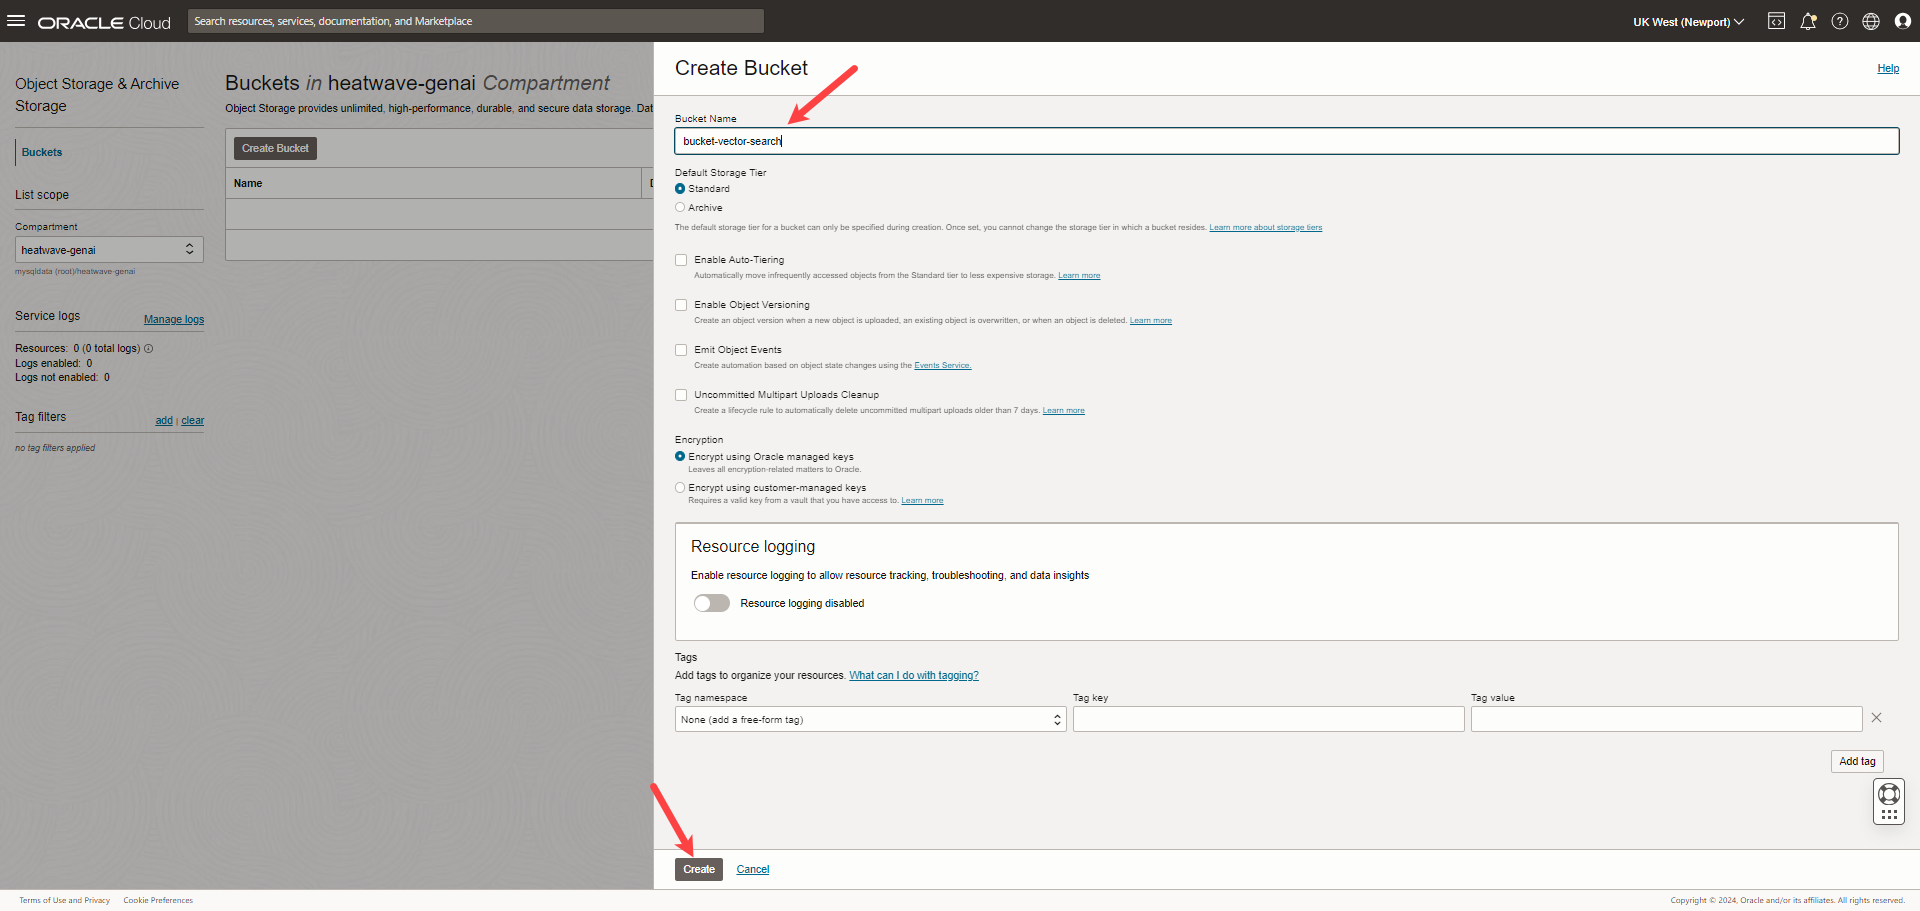 ORACLE Cloud
Search resources, services, documentation, and Marketplace
UK West (Newport)
Object Storage & Archive
Storage
Buckets
List scope
Compartment
heatwave-genai
mysqldata (root)/heatwave-genai
Service logs
Manage logs
Resources: 0 (0 total logs)
Logs enabled: 0
Logs not enabled: 0
Tag filters
add | clear
no tag filters applied
Buckets in heatwave-genai Compartment
Object Storage provides unlimited, high-performance, durable, and secure data storage. Dat
Create Bucket
Name
Create Bucket
Help
Bucket Name
bucket-vector-search
Default Storage Tier
Standard
Archive
The default storage tier for a bucket can only be specified during creation. Once set, you cannot change the storage tier in which a bucket resides. Learn more about storage tiers
Enable Auto-Tiering
Automatically move infrequently accessed objects from the Standard tier to less expensive storage. Learn more
Enable Object Versioning
Create an object version when a new object is uploaded, an existing object is overwritten, or when an object is deleted. Learn more
Emit Object Events
Create automation based on object state changes using the Events Service.
Uncommitted Multipart Uploads Cleanup
Create a lifecycle rule to automatically delete uncommitted multipart uploads older than 7 days. Learn more
Encryption
Encrypt using Oracle managed keys
Leaves all encryption-related matters to Oracle.
Encrypt using customer-managed keys
Requires a valid key from a vault that you have access to. Learn more
Resource logging
Enable resource logging to allow resource tracking, troubleshooting, and data insights
Resource logging disabled
Tags
Add tags to organize your resources. What can I do with tagging?
Tag namespace
Tag key
Tag value
None (add a free-form tag)
Add tag
Create
Cancel
Terms of Use and Privacy
Cookie Preferences
Copyright © 2024, Oracle and/or its affiliates. All rights reserved.